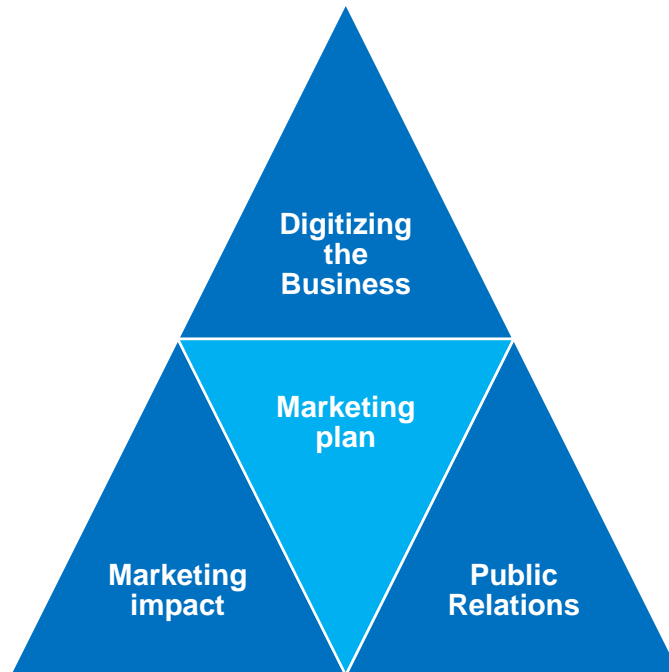 Digitizing
the
Business
Marketing
plan
Marketing
impact
Public
Relations